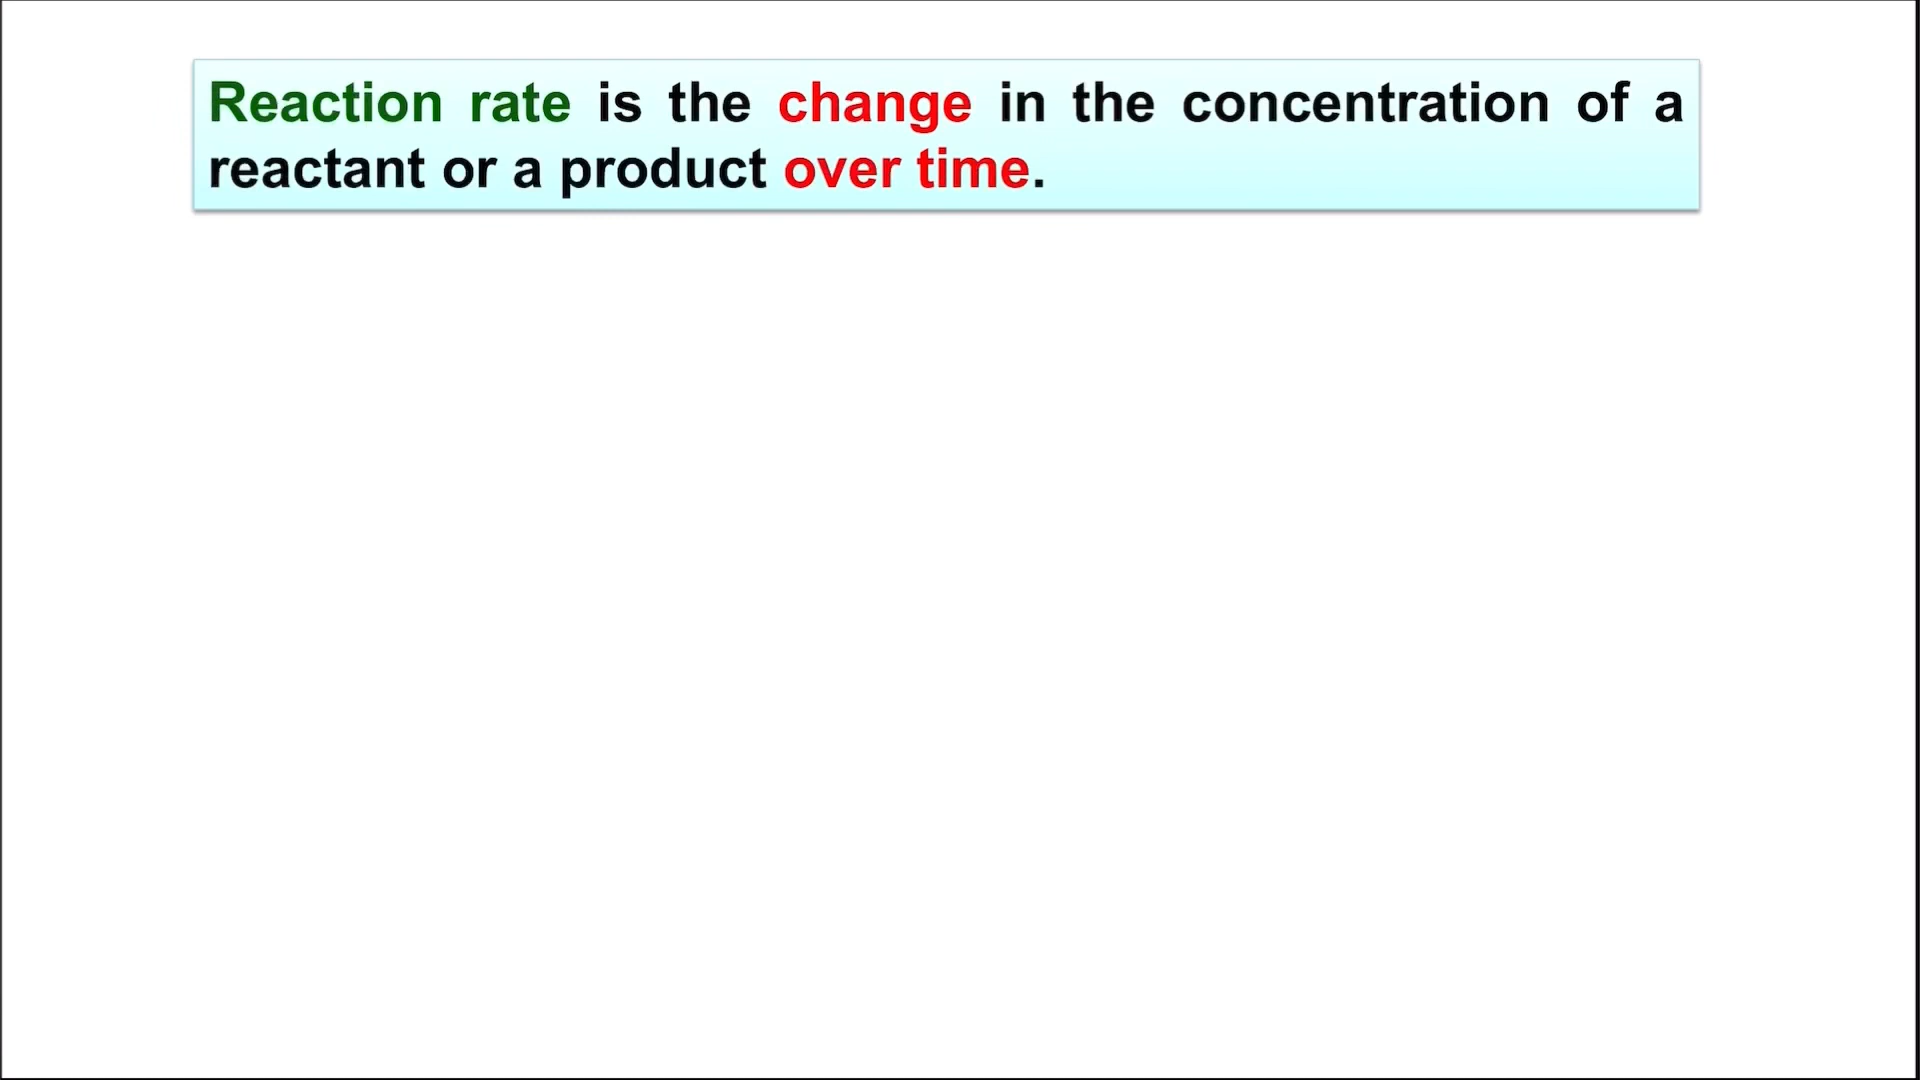 Reaction rate is the change in the concentration of a
reactant or a product over time.